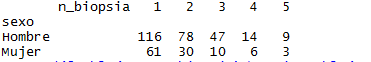 n_biopsia 1 2 3 4 5
sexo
Hombre 116 78 47 14 9
Mujer 61 30 10 6 3